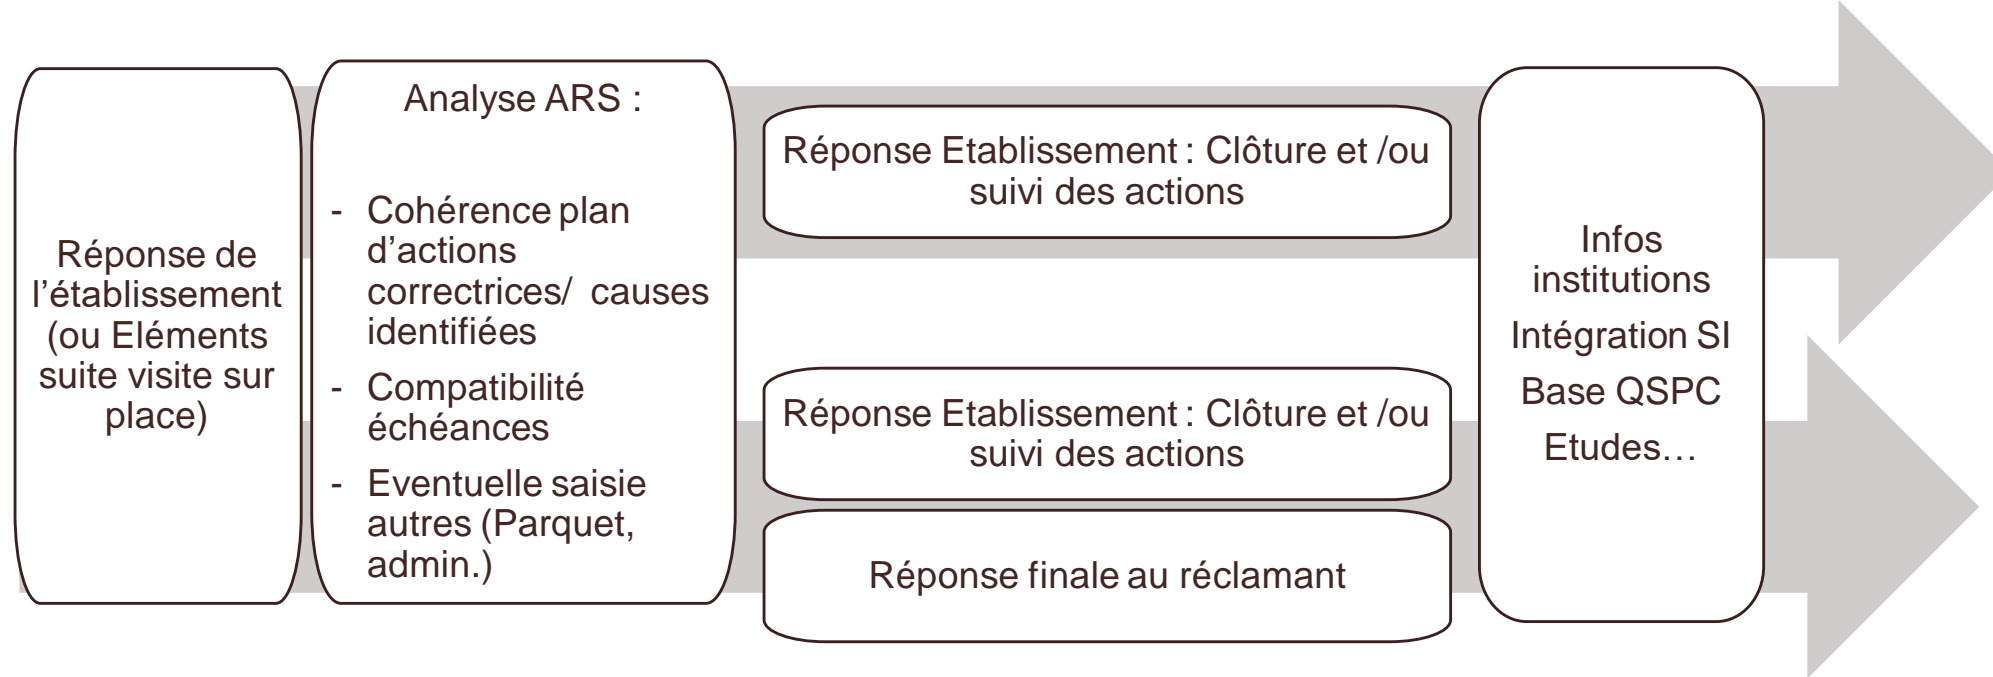 Réponse de
l’établissement
(ou Eléments
suite visite sur
place)
Analyse ARS :
- Cohérence plan
d’actions
correctrices/ causes
identifiées
- Compatibilité
échéances
- Eventuelle saisie
autres (Parquet,
admin.)
Réponse Etablissement : Clôture et /ou
suivi des actions
Réponse Etablissement : Clôture et /ou
suivi des actions
Réponse finale au réclamant
Infos
institutions
Intégration SI
Base QSPC
Etudes…